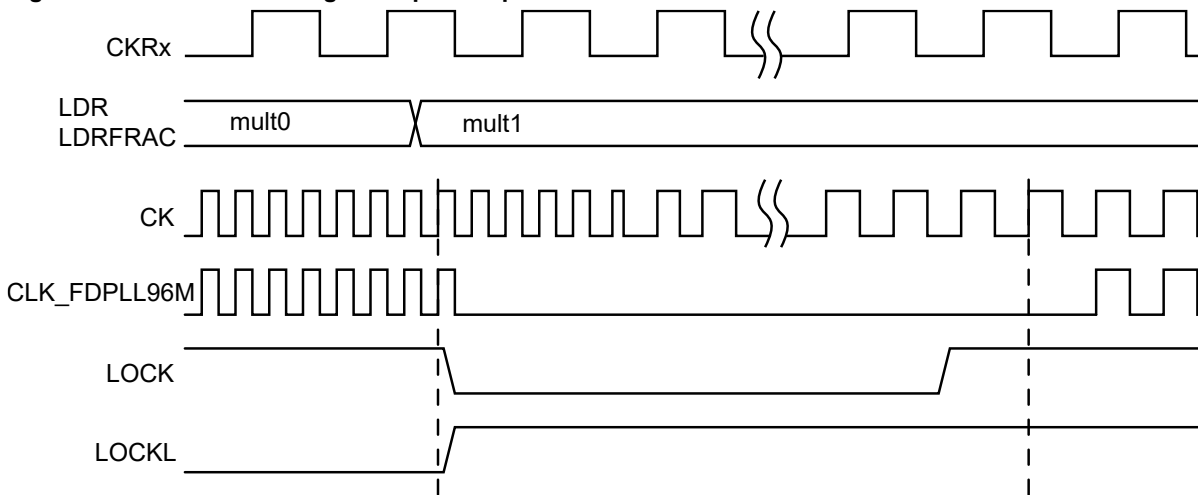 CKRx
LDR
LDRFRAC
mult0
mult1
CK
CLK_FDPLL96M
LOCK
LOCKL